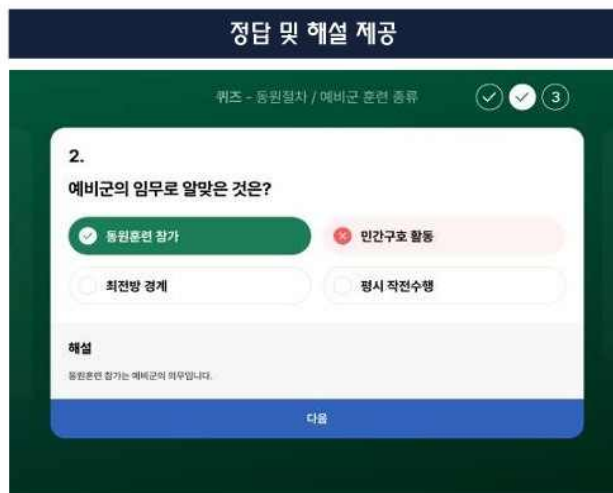 정답 및 해설 제공
퀴즈 - 동원절차 / 예비군 훈련 종류
3
2.
예비군의 임무로 알맞은 것은?
동원훈련 참가
민간구호 활동
최전방 경계
평시 작전수행
해설
동원훈련 참가는 예비군의 의무입니다.
다음